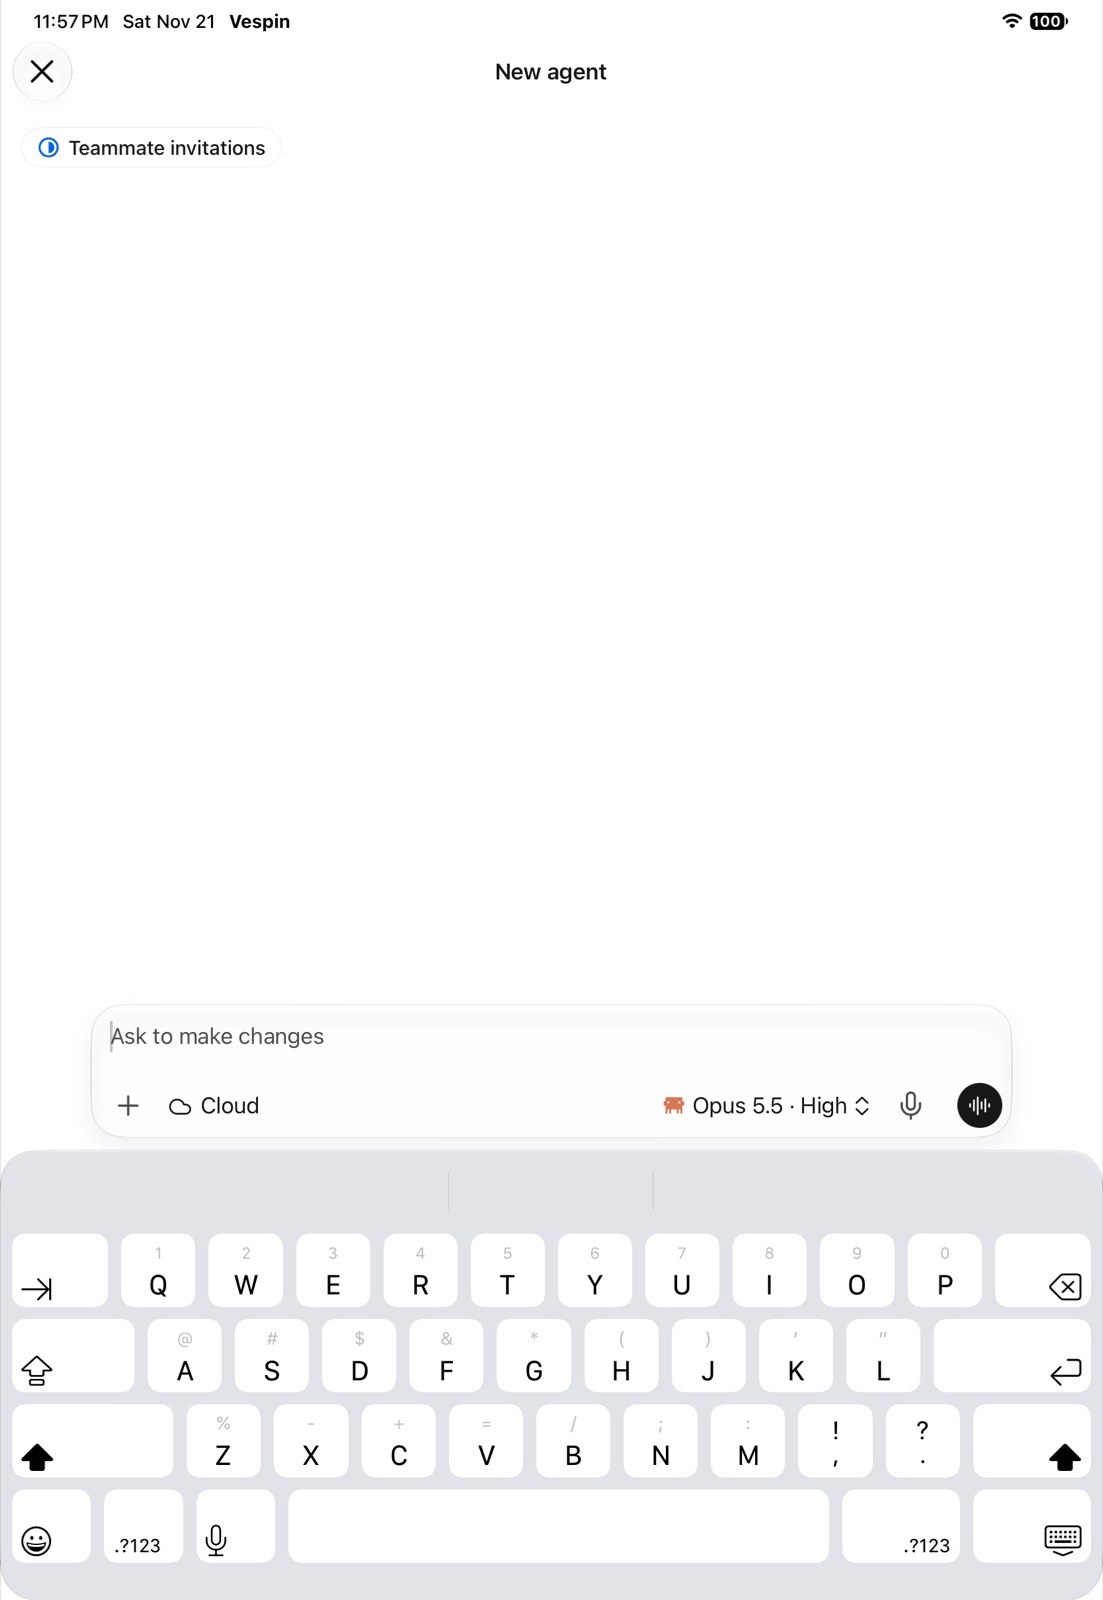 11:57 PM Sat Nov 21 Vespin 100
New agent
Teammate invitations
Ask to make changes
Cloud Opus 5.5 · High
1 2 3 4 5 6 7 8 9 0
Q W E R T Y U I O P
@ # $ & * ( ) ' "
A S D F G H J K L
% - + = / ; : ! ?
Z X C V B N M , .
.?123 .?123